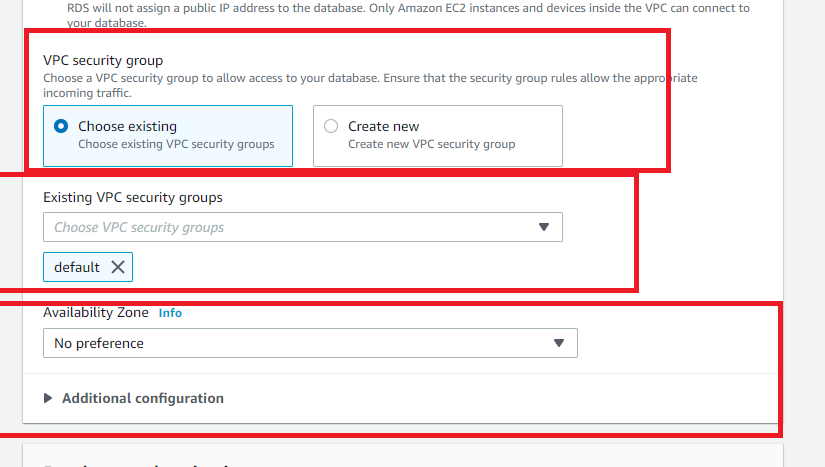 RDS will not assign a public IP address to the database. Only Amazon EC2 instances and devices inside the VPC can connect to
your database.
VPC security group
Choose a VPC security group to allow access to your database. Ensure that the security group rules allow the appropriate
incoming traffic.
Choose existing
Choose existing VPC security groups
Create new
Create new VPC security group
Existing VPC security groups
Choose VPC security groups
default
Availability Zone Info
No preference
Additional configuration